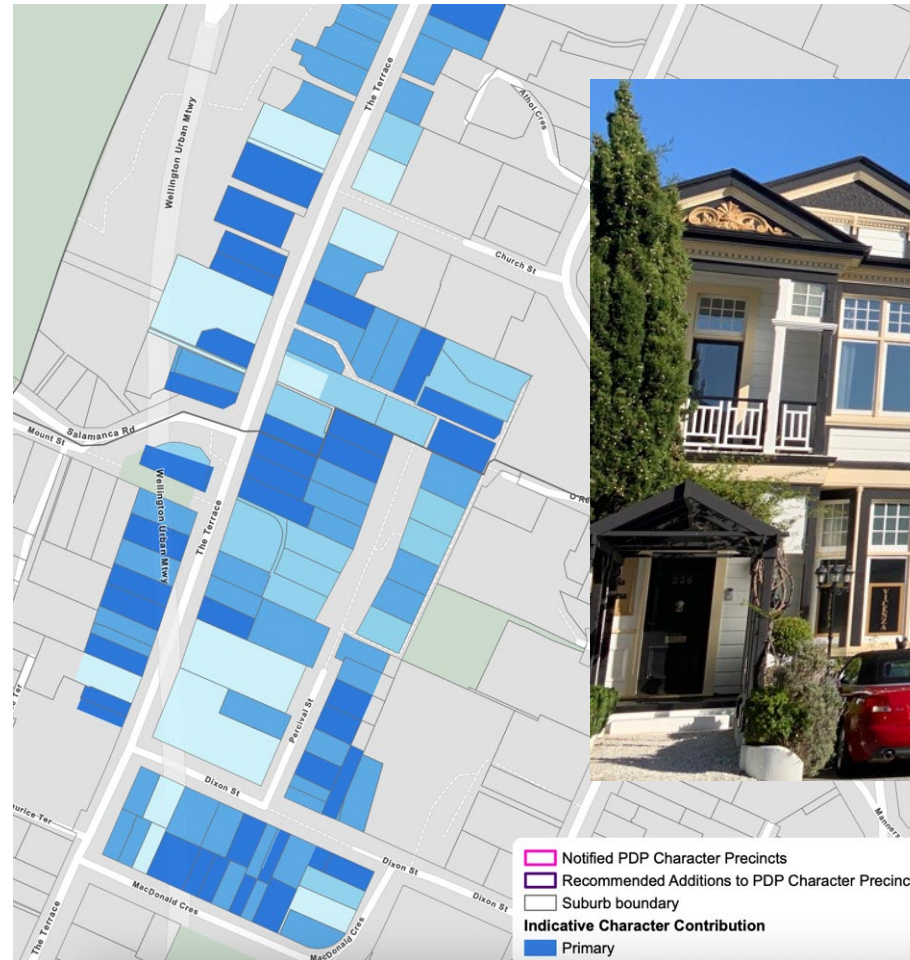 The Terrace
Athol Cres
Wellington Urban Mtwy
Church St
Salamanca Rd
Mount St
Wellington Urban Mtwy
The Terrace
238
VILENZA
Percival St
Dixon St
Dixon St
Dixon St
MacDonald Cres
MacDonald Cres
The Terrace
Notified PDP Character Precincts
Recommended Additions to PDP Character Precinc
Suburb boundary
Indicative Character Contribution
Primary